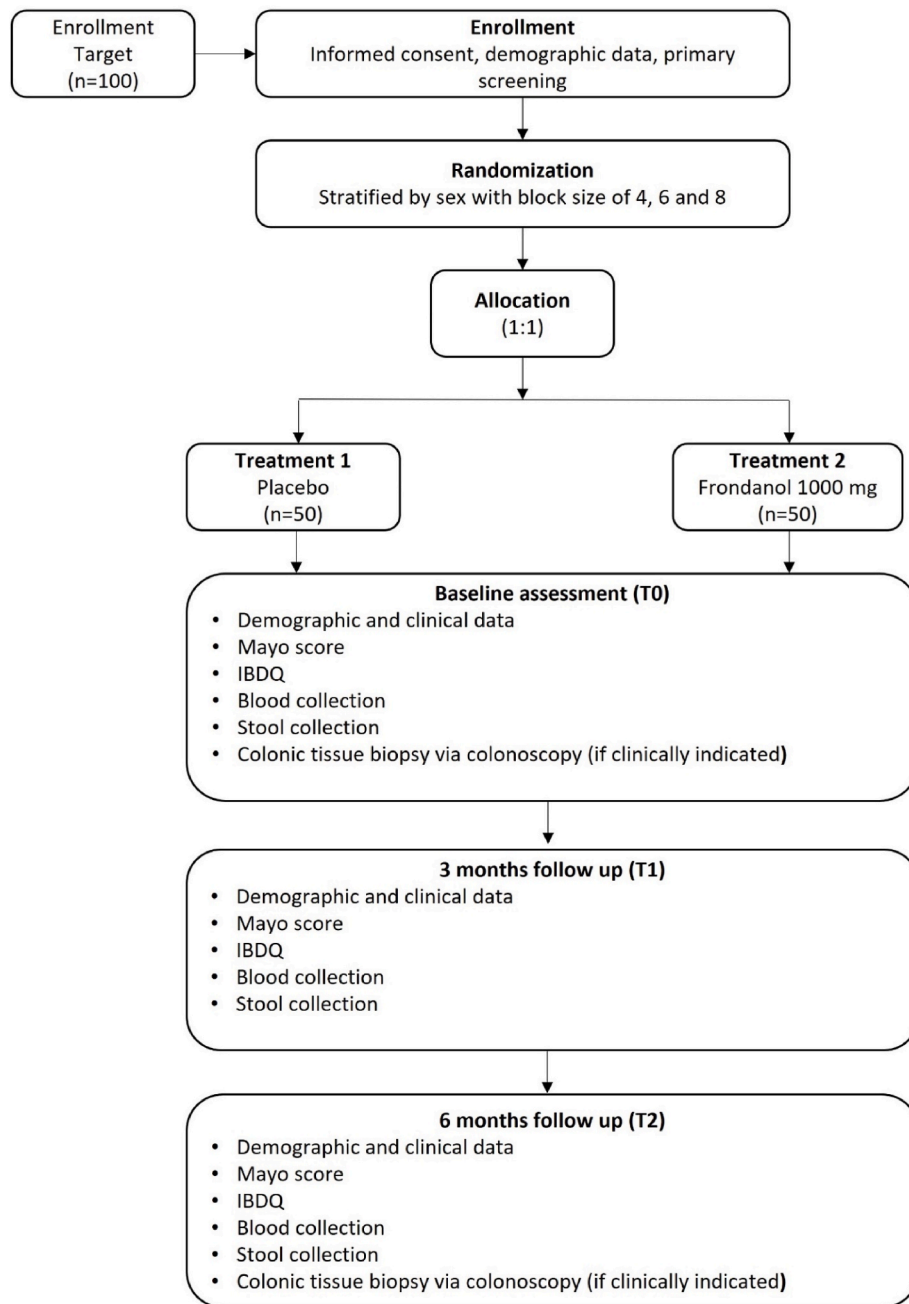 Enrollment
Target
(n=100)
Enrollment
Informed consent, demographic data, primary
screening
Randomization
Stratified by sex with block size of 4, 6 and 8
Allocation
(1:1)
Treatment 1
Placebo
(n=50)
Treatment 2
Frondanol 1000 mg
(n=50)
Baseline assessment (T0)
• Demographic and clinical data
• Mayo score
• IBDQ
• Blood collection
• Stool collection
• Colonic tissue biopsy via colonoscopy (if clinically indicated)
3 months follow up (T1)
• Demographic and clinical data
• Mayo score
• IBDQ
• Blood collection
• Stool collection
6 months follow up (T2)
• Demographic and clinical data
• Mayo score
• IBDQ
• Blood collection
• Stool collection
• Colonic tissue biopsy via colonoscopy (if clinically indicated)